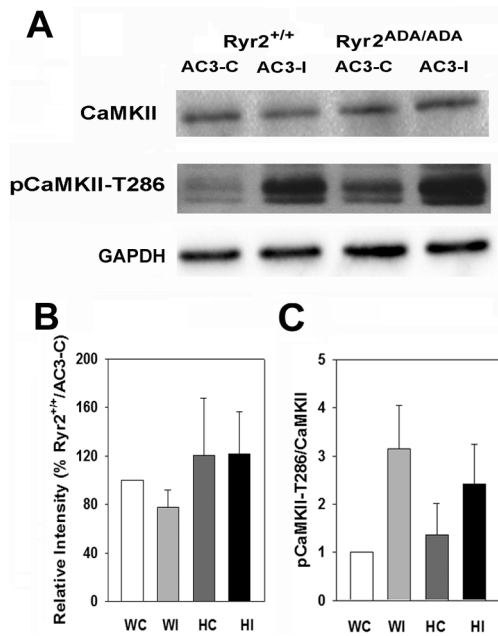 A
Ryr2+/+ Ryr2ADA/ADA
AC3-C AC3-I AC3-C AC3-I
CaMKII
pCaMKII-T286
GAPDH
B
Relative Intensity (% Ryr2+/+/AC3-C)
200
160
120
80
40
0
WC WI HC HI
C
pCaMKII-T286/CaMKII
5
4
3
2
1
0
WC WI HC HI